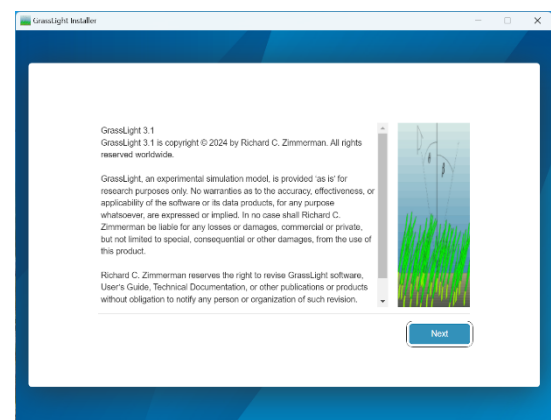 GrassLight Installer
GrassLight 3.1
GrassLight 3.1 is copyright © 2024 by Richard C. Zimmerman. All rights
reserved worldwide.
GrassLight, an experimental simulation model, is provided 'as is' for
research purposes only. No warranties as to the accuracy, effectiveness, or
applicability of the software or its data products, for any purpose
whatsoever, are expressed or implied. In no case shall Richard C.
Zimmerman be liable for any losses or damages, commercial or private,
but not limited to special, consequential or other damages, from the use of
this product.
Richard C. Zimmerman reserves the right to revise GrassLight software,
User's Guide, Technical Documentation, or other publications or products
without obligation to notify any person or organization of such revision.
Next